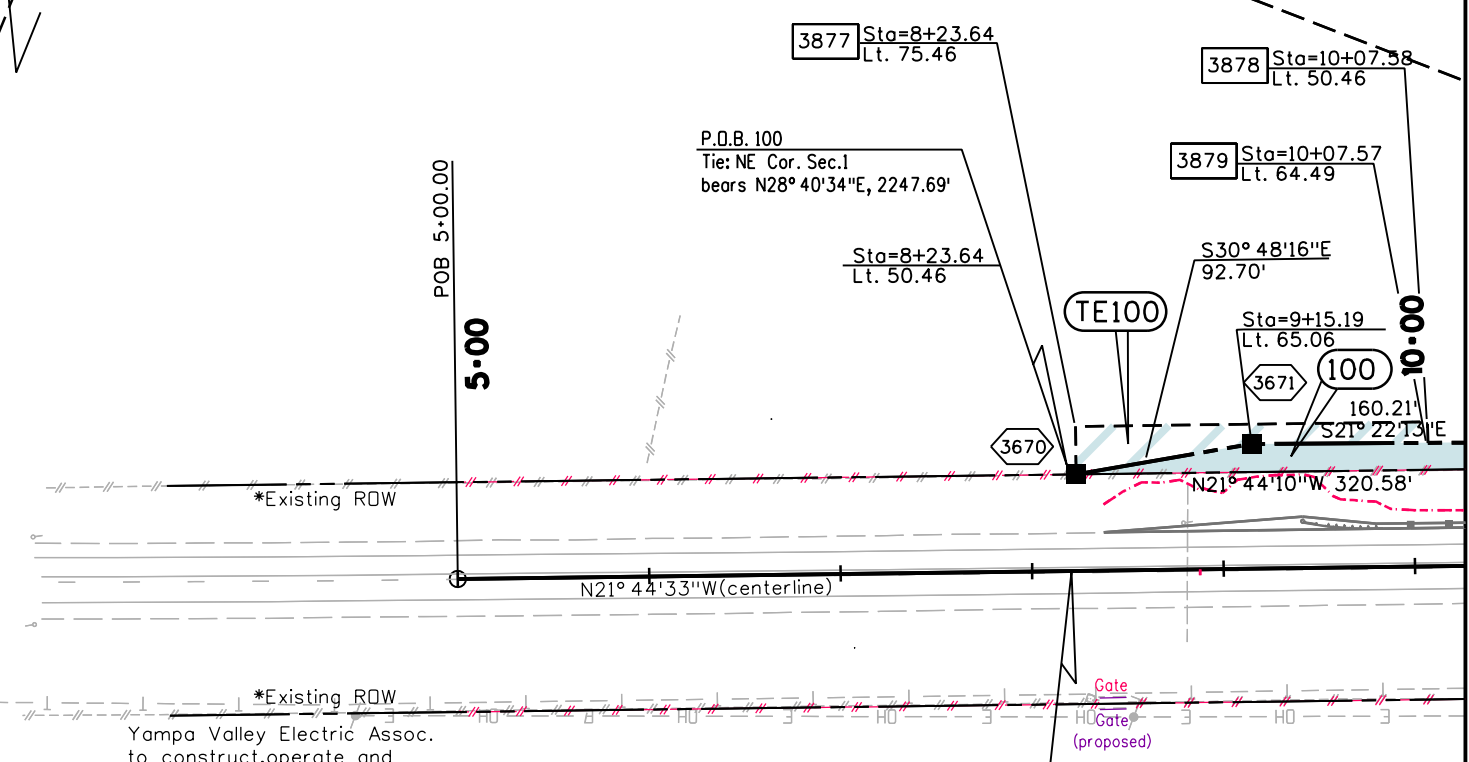 3877
Sta=8+23.64
Lt. 75.46
3878
Sta=10+07.58
Lt. 50.46
P.O.B. 100
Tie: NE Cor. Sec.1
bears N28°40'34"E, 2247.69'
3879
Sta=10+07.57
Lt. 64.49
POB 5+00.00
Sta=8+23.64
Lt. 50.46
S30°48'16"E
92.70'
TE100
5+00
Sta=9+15.19
Lt. 65.06
10+00
3671
100
160.21'
S21°22'13"E
3670
N21°44'10"W 320.58'
*Existing ROW
N21°44'33"W(centerline)
*Existing ROW
Gate
Gate
(proposed)
OH
E
OH
E
OH
E
OH
E
OH
E
Yampa Valley Electric Assoc.
to construct,operate and